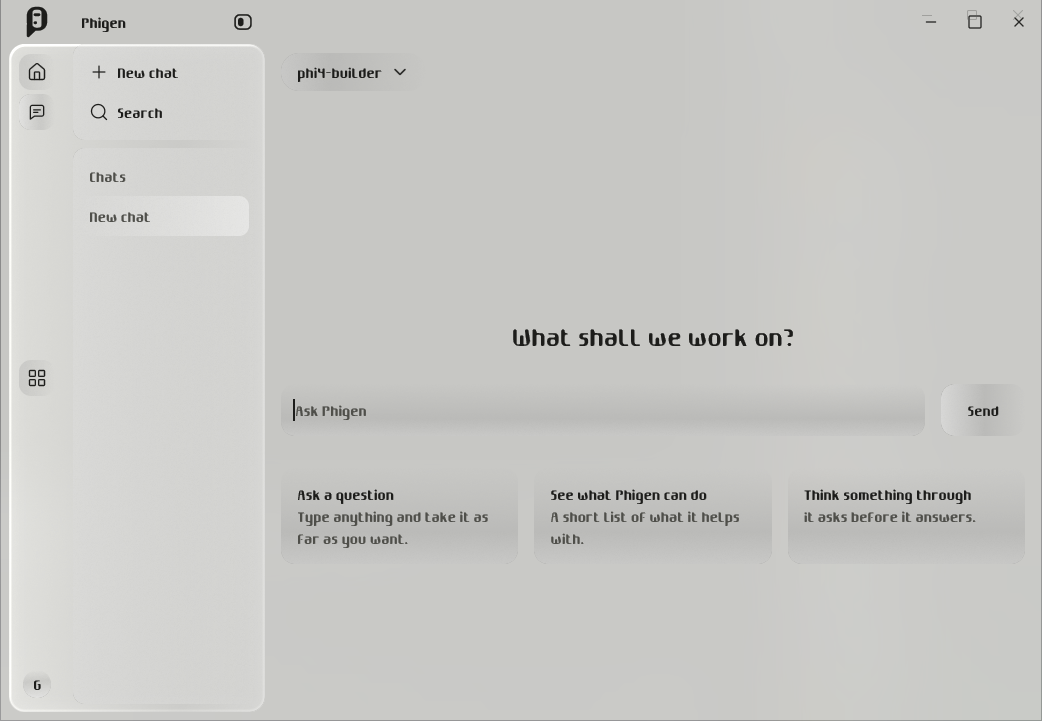 Phigen
New chat
Search
Chats
New chat
G
phi4-builder
What shall we work on?
Ask Phigen
Send
Ask a question
Type anything and take it as
far as you want.
See what Phigen can do
A short list of what it helps
with.
Think something through
it asks before it answers.